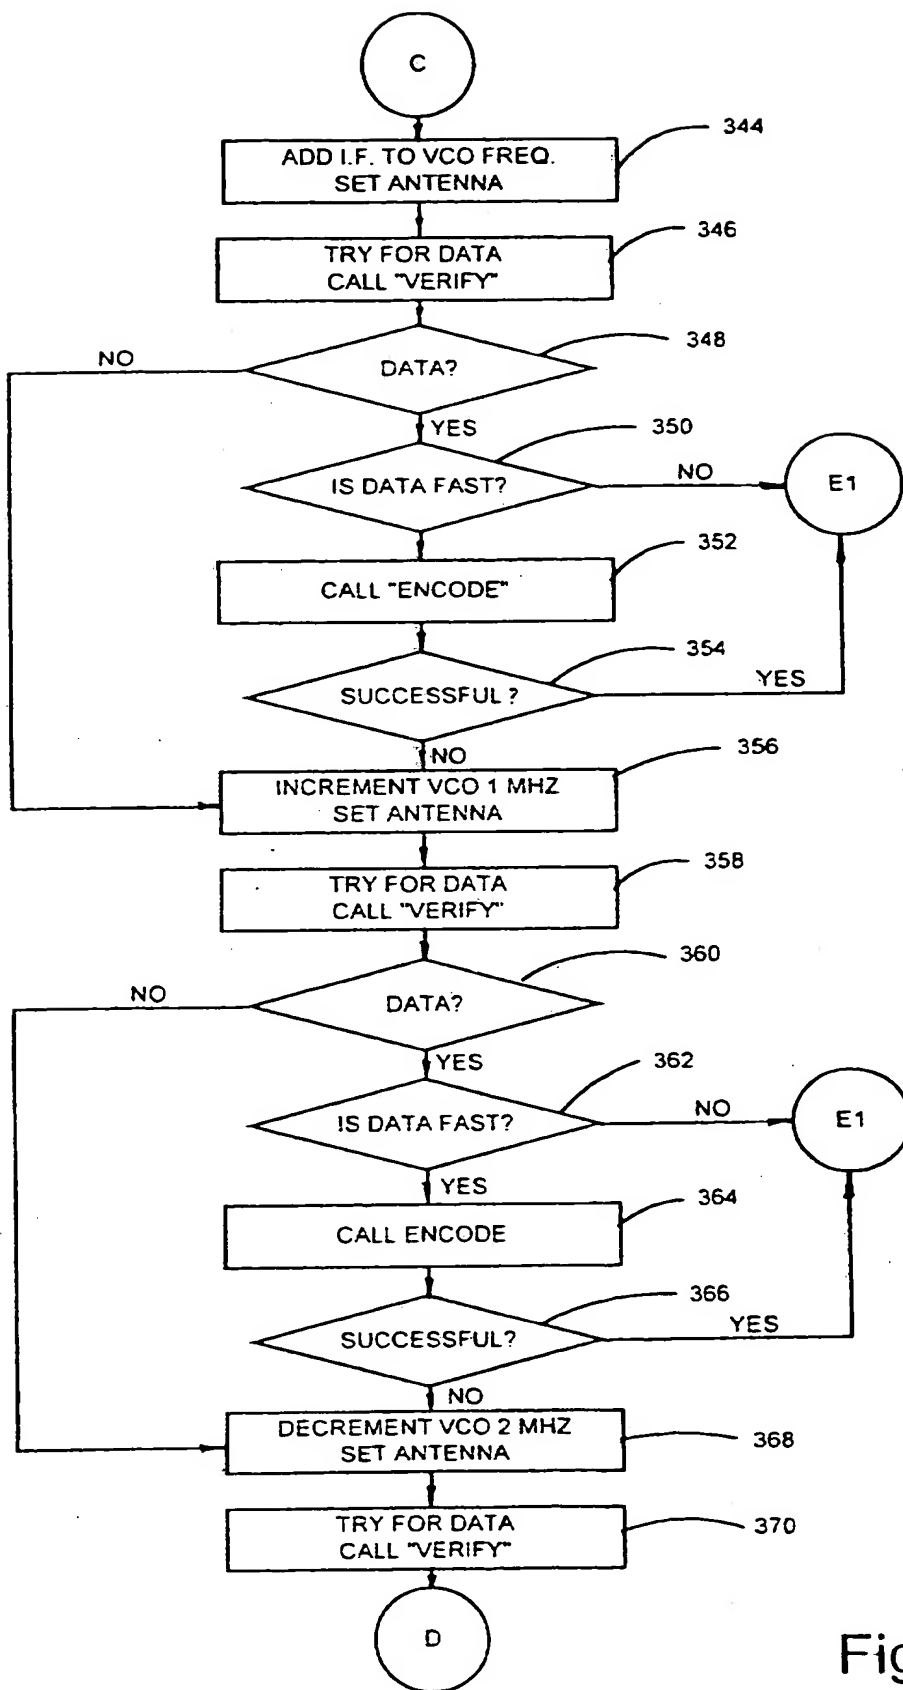 C
ADD I.F. TO VCO FREQ.
SET ANTENNA
344
TRY FOR DATA
CALL "VERIFY"
346
DATA?
348
NO
YES
IS DATA FAST?
350
NO
E1
CALL "ENCODE"
352
SUCCESSFUL?
354
YES
NO
INCREMENT VCO 1 MHZ
SET ANTENNA
356
TRY FOR DATA
CALL "VERIFY"
358
DATA?
360
NO
YES
IS DATA FAST?
362
NO
E1
YES
CALL ENCODE
364
SUCCESSFUL?
366
YES
NO
DECREMENT VCO 2 MHZ
SET ANTENNA
368
TRY FOR DATA
CALL "VERIFY"
370
D
Fig